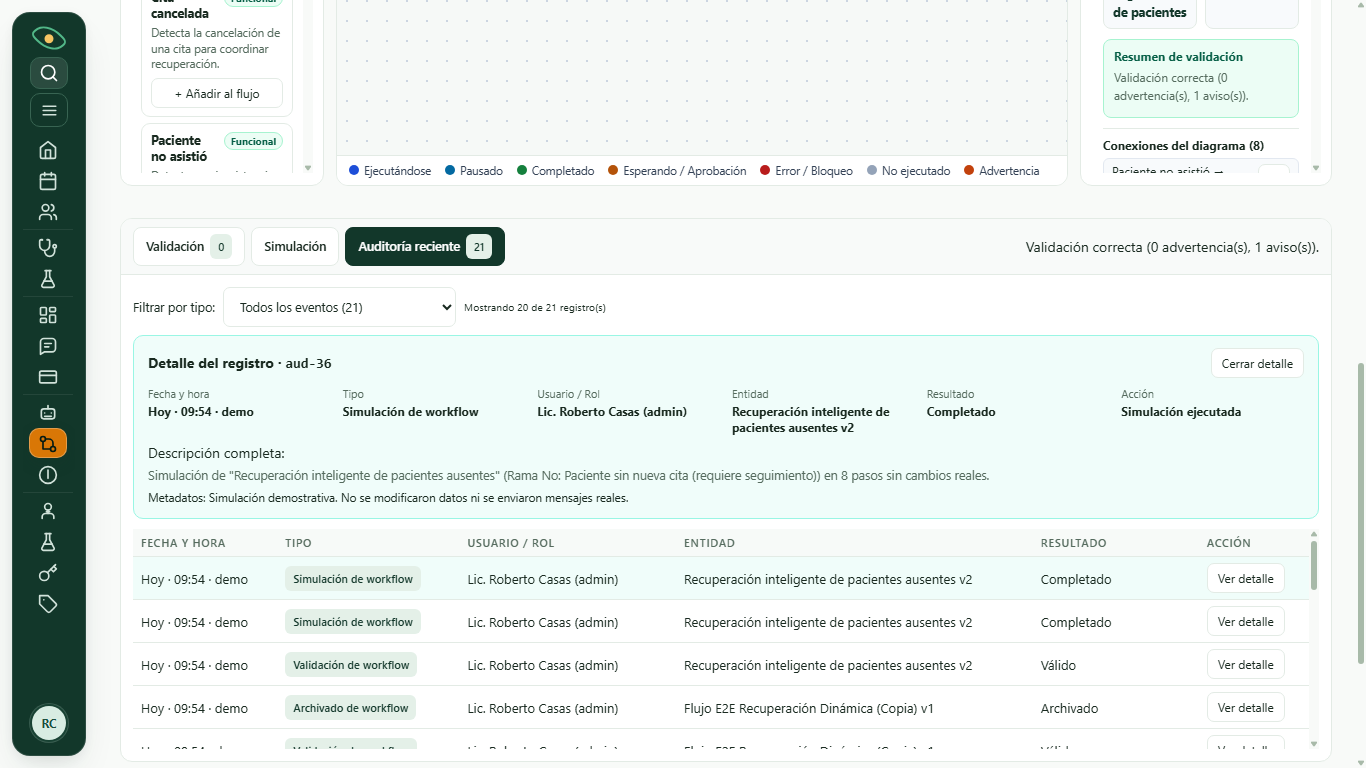 Cita
cancelada
Funcional
Detecta la cancelación de
una cita para coordinar
recuperación.
+ Añadir al flujo
Paciente
no asistió
Funcional
Ejecutándose
Pausado
Completado
Esperando / Aprobación
Error / Bloqueo
No ejecutado
Advertencia
de pacientes
Resumen de validación
Validación correcta (0
advertencia(s), 1 aviso(s)).
Conexiones del diagrama (8)
Paciente no asistió →
Validación 0
Simulación
Auditoría reciente 21
Validación correcta (0 advertencia(s), 1 aviso(s)).
Filtrar por tipo:
Todos los eventos (21)
Mostrando 20 de 21 registro(s)
Detalle del registro · aud-36
Cerrar detalle
Fecha y hora
Hoy · 09:54 · demo
Tipo
Simulación de workflow
Usuario / Rol
Lic. Roberto Casas (admin)
Entidad
Recuperación inteligente de
pacientes ausentes v2
Resultado
Completado
Acción
Simulación ejecutada
Descripción completa:
Simulación de "Recuperación inteligente de pacientes ausentes" (Rama No: Paciente sin nueva cita (requiere seguimiento)) en 8 pasos sin cambios reales.
Metadatos: Simulación demostrativa. No se modificaron datos ni se enviaron mensajes reales.
FECHA Y HORA TIPO USUARIO / ROL ENTIDAD RESULTADO ACCIÓN
Hoy · 09:54 · demo Simulación de workflow Lic. Roberto Casas (admin) Recuperación inteligente de pacientes ausentes v2 Completado Ver detalle
Hoy · 09:54 · demo Simulación de workflow Lic. Roberto Casas (admin) Recuperación inteligente de pacientes ausentes v2 Completado Ver detalle
Hoy · 09:54 · demo Validación de workflow Lic. Roberto Casas (admin) Recuperación inteligente de pacientes ausentes v2 Válido Ver detalle
Hoy · 09:54 · demo Archivado de workflow Lic. Roberto Casas (admin) Flujo E2E Recuperación Dinámica (Copia) v1 Archivado Ver detalle
RC